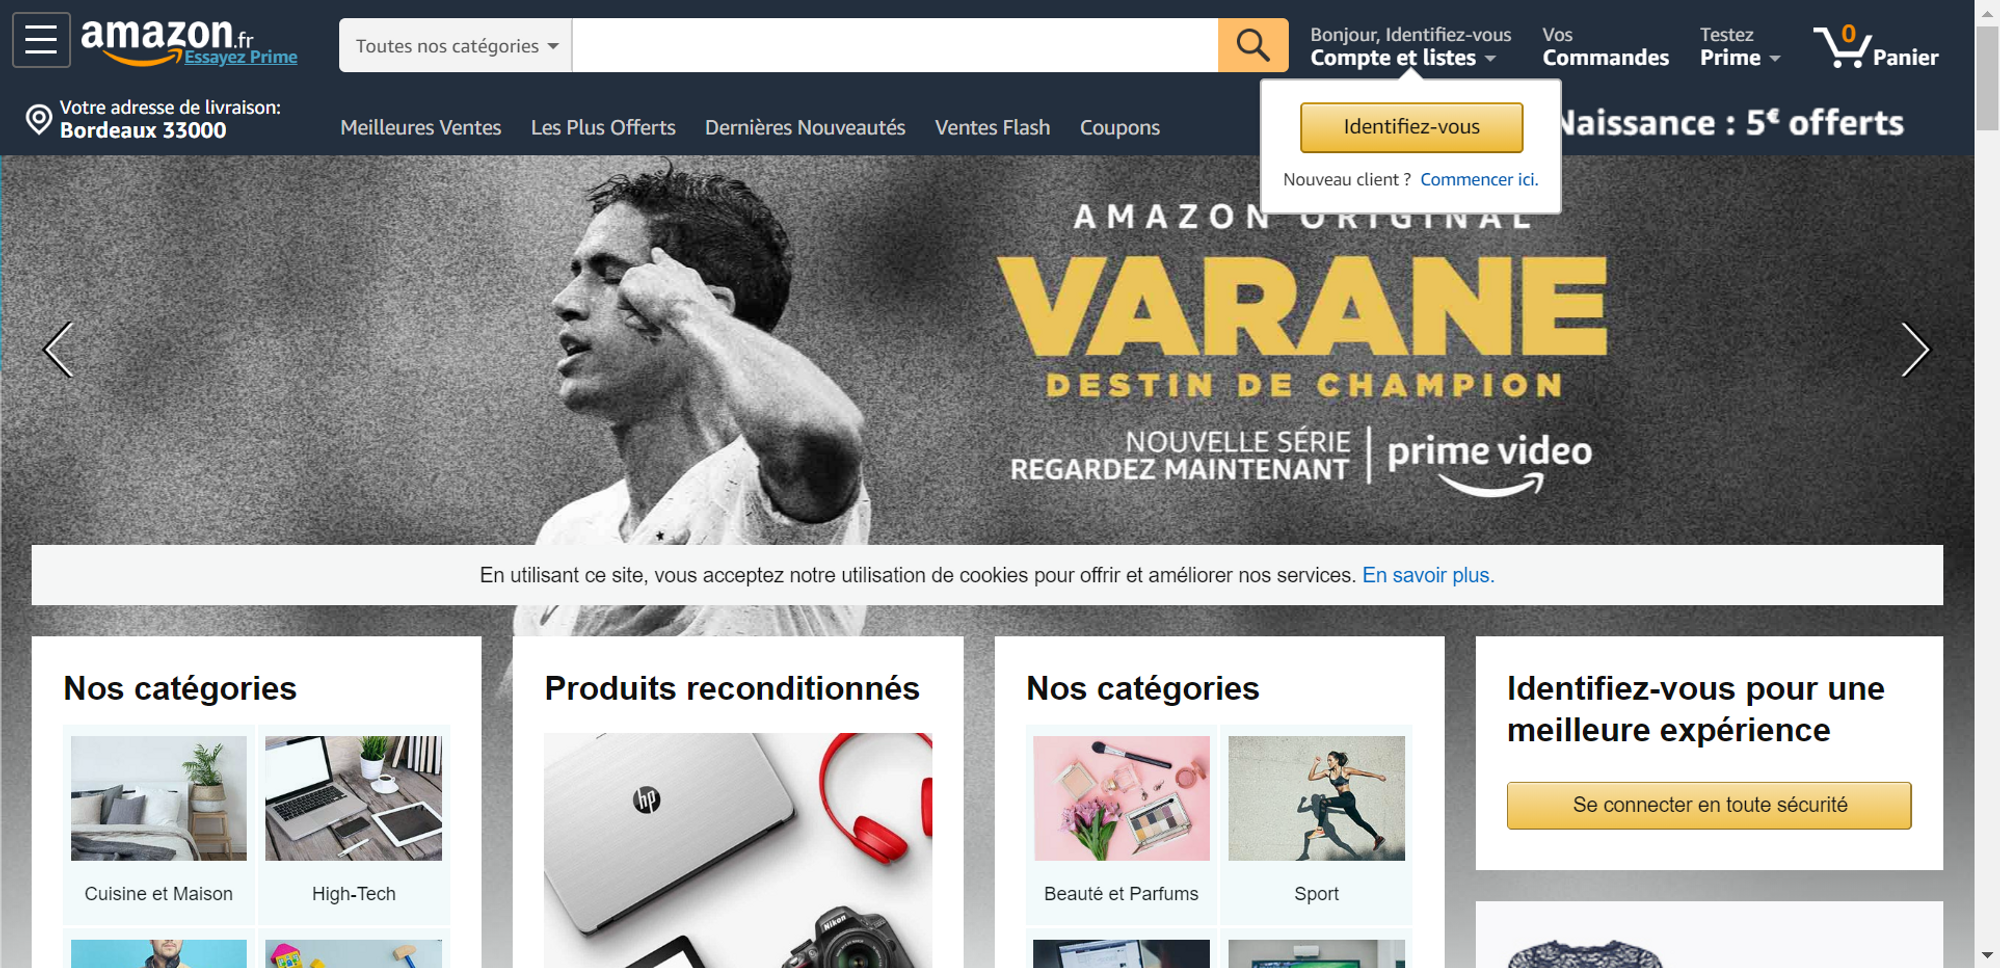 amazon.fr
Essayez Prime
Toutes nos catégories
Bonjour, Identifiez-vous
Compte et listes
Vos
Commandes
Testez
Prime
0
Panier
Votre adresse de livraison:
Bordeaux 33000
Meilleures Ventes
Les Plus Offerts
Dernières Nouveautés
Ventes Flash
Coupons
Naissance : 5€ offerts
Identifiez-vous
Nouveau client ? Commencer ici.
AMAZON ORIGINAL
VARANE
DESTIN DE CHAMPION
NOUVELLE SÉRIE
REGARDEZ MAINTENANT
prime video
En utilisant ce site, vous acceptez notre utilisation de cookies pour offrir et améliorer nos services. En savoir plus.
Nos catégories
Cuisine et Maison
High-Tech
Produits reconditionnés
hp
Nikon
Nos catégories
Beauté et Parfums
Sport
Identifiez-vous pour une
meilleure expérience
Se connecter en toute sécurité